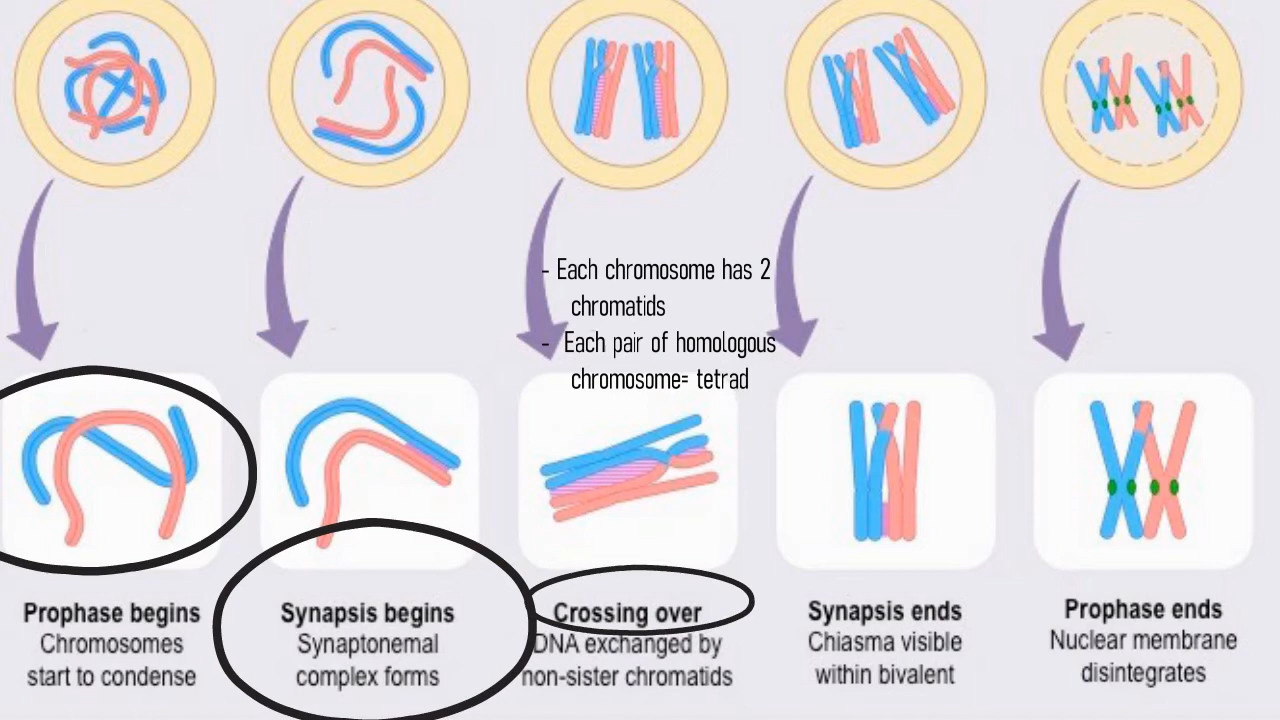 - Each chromosome has 2
chromatids
- Each pair of homologous
chromosome= tetrad
Prophase begins
Chromosomes
start to condense
Synapsis begins
Synaptonemal
complex forms
Crossing over
DNA exchanged by
non-sister chromatids
Synapsis ends
Chiasma visible
within bivalent
Prophase ends
Nuclear membrane
disintegrates